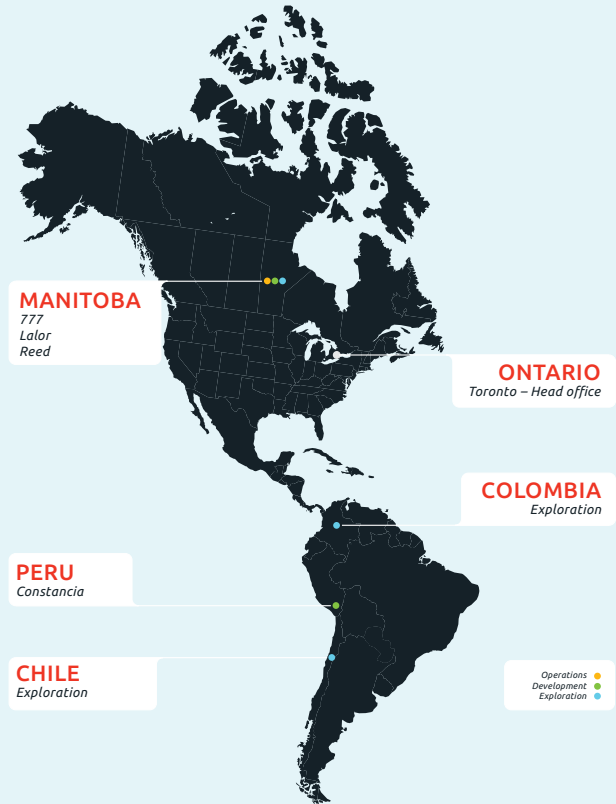 MANITOBA
777
Lalor
Reed
ONTARIO
Toronto – Head office
COLOMBIA
Exploration
PERU
Constancia
CHILE
Exploration
Operations
Development
Exploration